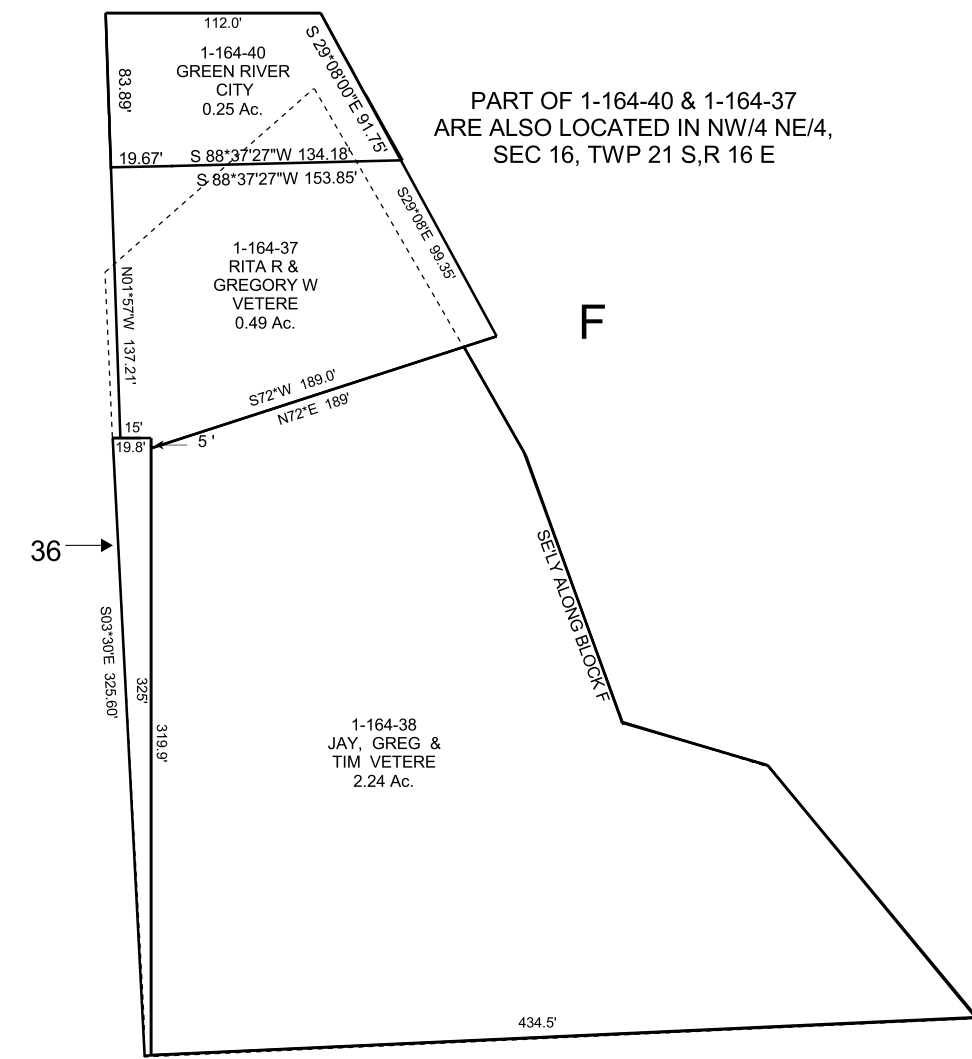 112.0'
1-164-40
GREEN RIVER
CITY
0.25 Ac.
83.89'
S 29*08'00"E 91.75'
PART OF 1-164-40 & 1-164-37
ARE ALSO LOCATED IN NW/4 NE/4,
SEC 16, TWP 21 S,R 16 E
19.67'
S 88*37'27"W 134.18'
S 88*37'27"W 153.85'
S29*08'E 99.35'
1-164-37
RITA R &
GREGORY W
VETERE
0.49 Ac.
N01*57'W 137.21'
F
S72*W 189.0'
N72*E 189'
15'
19.8'
5 '
36
SE'LY ALONG BLOCK F
S03*30'E 325.60'
325'
319.9'
1-164-38
JAY, GREG &
TIM VETERE
2.24 Ac.
434.5'